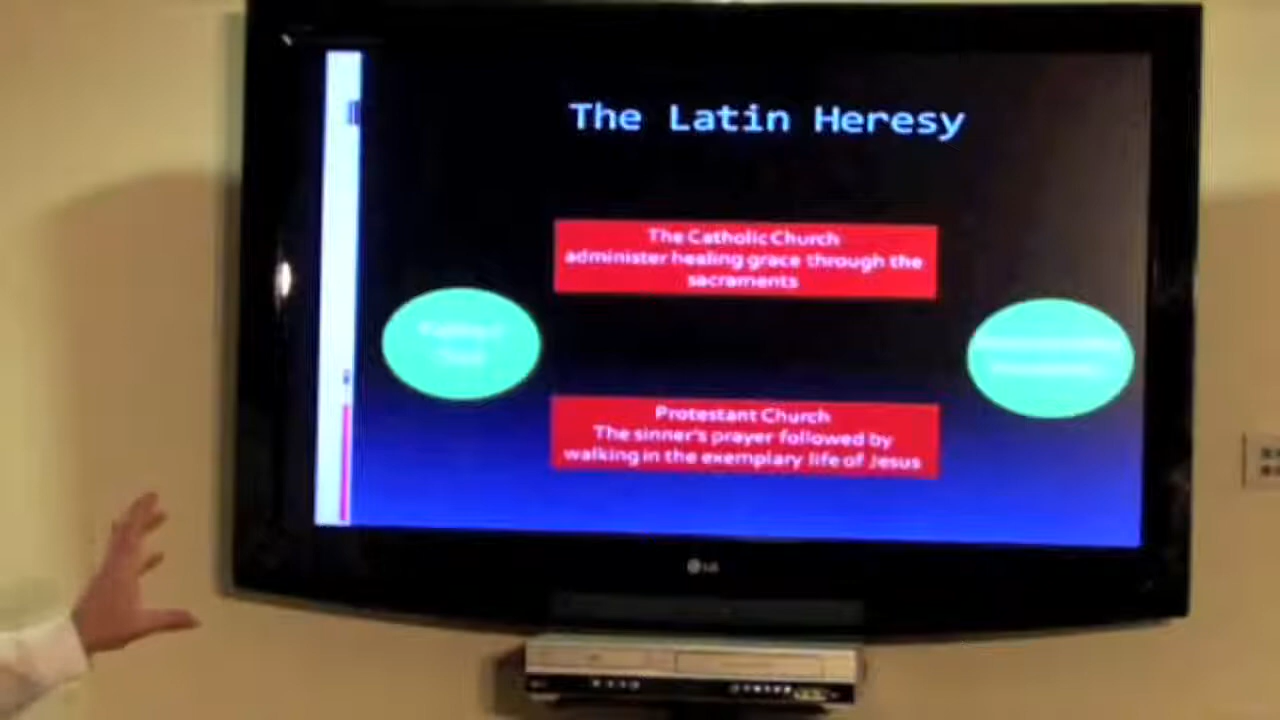 The Latin Heresy
The Catholic Church
administer healing grace through the
sacraments
Protestant Church
The sinner's prayer followed by
walking in the exemplary life of Jesus
LG